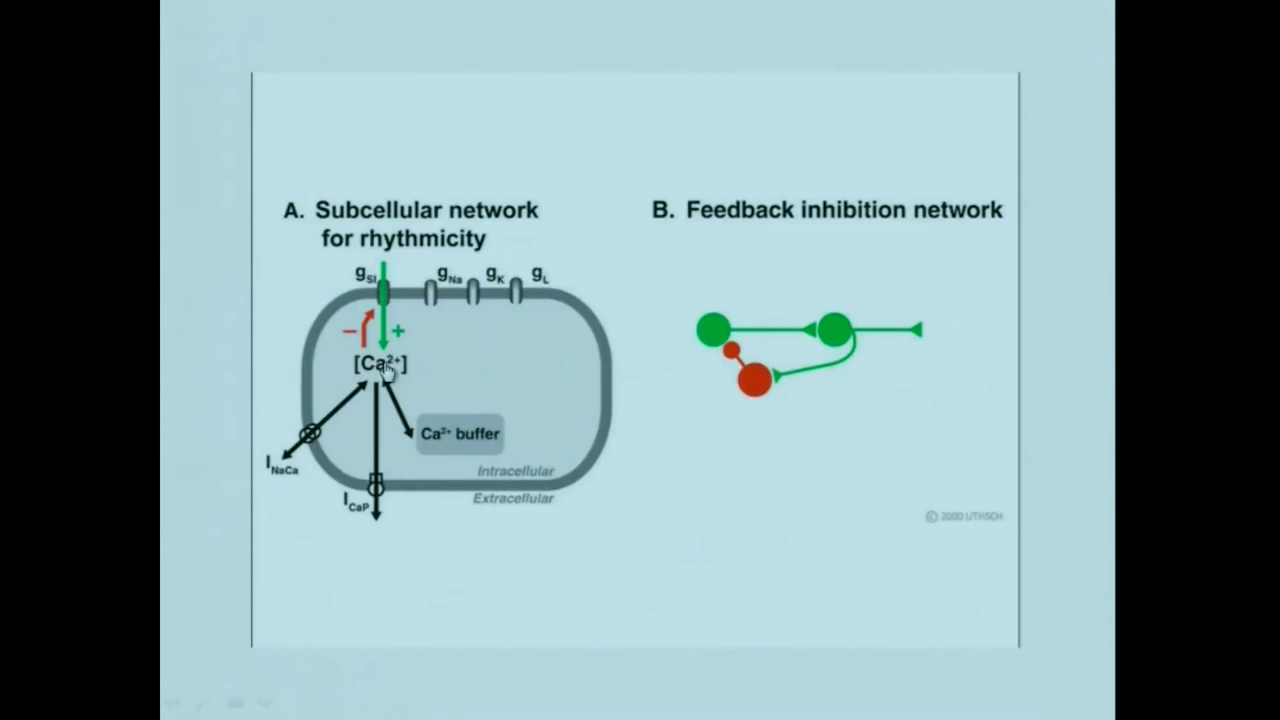 A. Subcellular network
for rhythmicity
gSI
gNa
gK
gL
− +
[Ca²⁺]
Ca²⁺ buffer
INaCa
Intracellular
ICaP
Extracellular
B. Feedback inhibition network
© 2000 UTHSCH